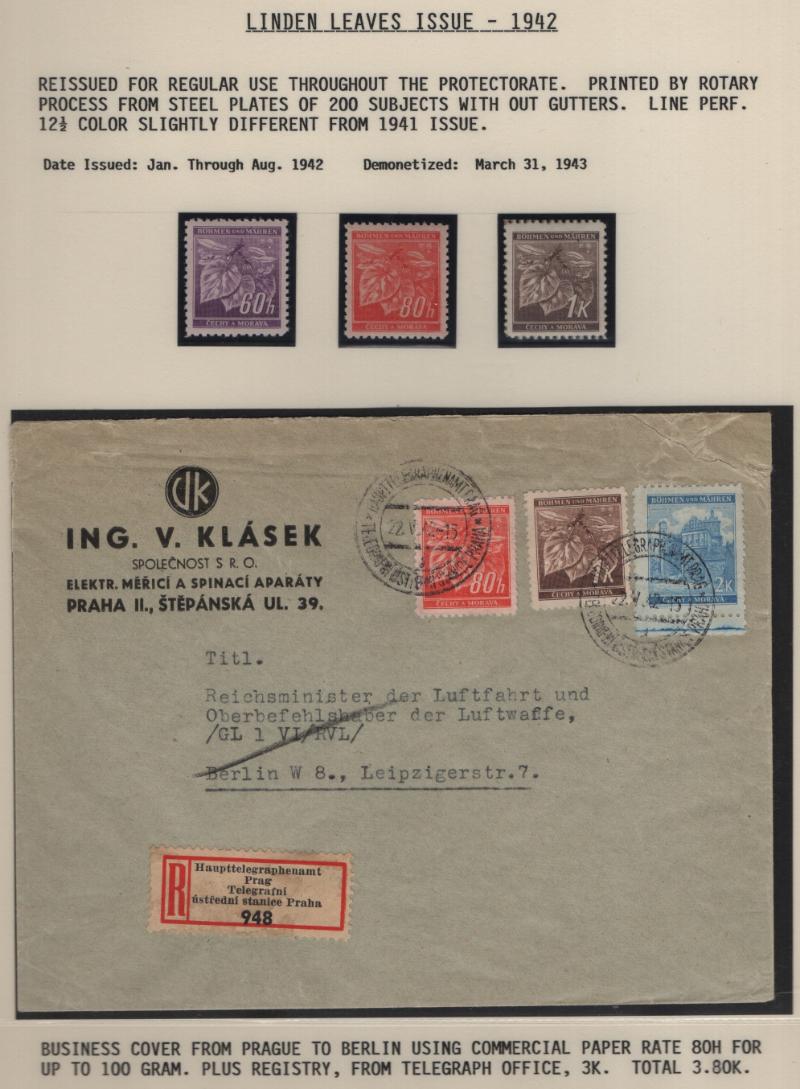 LINDEN LEAVES ISSUE - 1942
REISSUED FOR REGULAR USE THROUGHOUT THE PROTECTORATE. PRINTED BY ROTARY
PROCESS FROM STEEL PLATES OF 200 SUBJECTS WITH OUT GUTTERS. LINE PERF.
12½ COLOR SLIGHTLY DIFFERENT FROM 1941 ISSUE.
Date Issued: Jan. Through Aug. 1942 Demonetized: March 31, 1943
BÖHMEN UND MÄHREN
60h
ČECHY A MORAVA
BÖHMEN UND MÄHREN
80h
ČECHY A MORAVA
BÖHMEN UND MÄHREN
1K
ČECHY A MORAVA
VK
ING. V. KLÁSEK
SPOLEČNOST S R. O.
ELEKTR. MĚŘICÍ A SPINACÍ APARÁTY
PRAHA II., ŠTĚPÁNSKÁ UL. 39.
BÖHMEN UND MÄHREN
80h
ČECHY A MORAVA
BÖHMEN UND MÄHREN
1K
ČECHY A MORAVA
BÖHMEN UND MÄHREN
2K
ČECHY A MORAVA
Titl.
Reichsminister der Luftfahrt und
Oberbefehlshaber der Luftwaffe,
/GL 1 VI/RVL/
Berlin W 8., Leipzigerstr.7.
R
Haupttelegraphenamt
Prag
Telegrafní
ústřední stanice Praha
948
BUSINESS COVER FROM PRAGUE TO BERLIN USING COMMERCIAL PAPER RATE 80H FOR
UP TO 100 GRAM. PLUS REGISTRY, FROM TELEGRAPH OFFICE, 3K. TOTAL 3.80K.